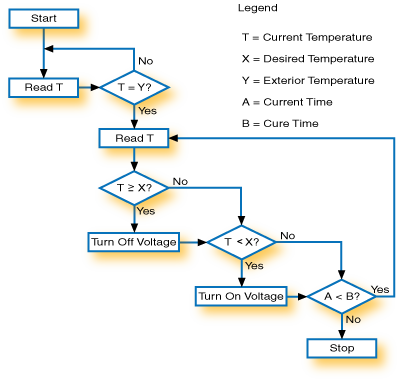 Start
Legend
T = Current Temperature
X = Desired Temperature
Y = Exterior Temperature
A = Current Time
B = Cure Time
No
Read T
T = Y?
Yes
Read T
T ≥ X?
No
Yes
Turn Off Voltage
T < X?
No
Yes
Turn On Voltage
A < B?
Yes
No
Stop